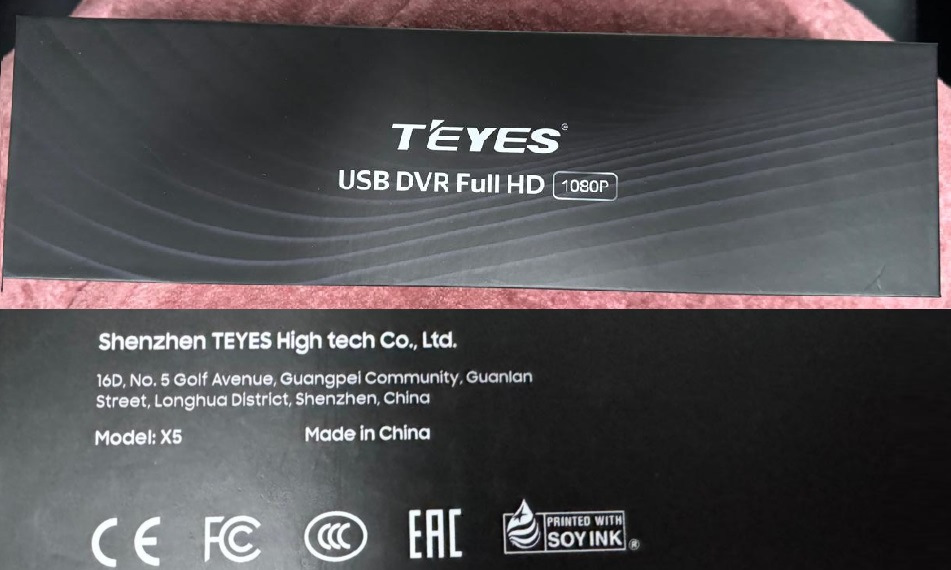 TEYES®
USB DVR Full HD 1080P
Shenzhen TEYES High tech Co., Ltd.
16D, No. 5 Golf Avenue, Guangpei Community, Guanlan
Street, Longhua District, Shenzhen, China
Model: X5 Made in China
CE FC CCC EAC PRINTED WITH
SOY INK®